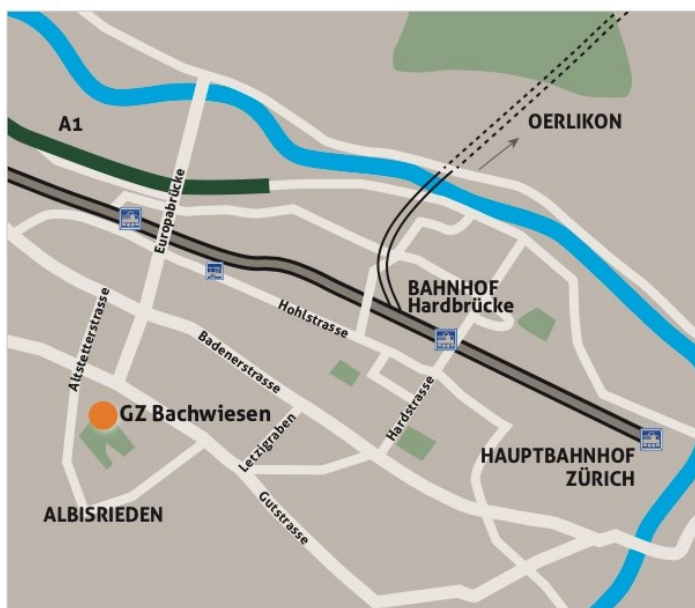 A1
OERLIKON
Europabrücke
BAHNHOF
Hardbrücke
Hohlstrasse
Altstetterstrasse
Badenerstrasse
Hardstrasse
GZ Bachwiesen
Letzigraben
HAUPTBAHNHOF
ZÜRICH
Gutstrasse
ALBISRIEDEN